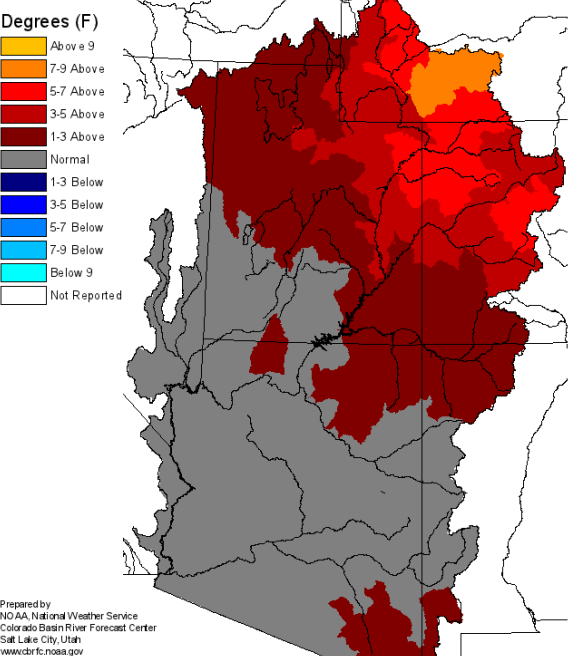 Degrees (F)
Above 9
7-9 Above
5-7 Above
3-5 Above
1-3 Above
Normal
1-3 Below
3-5 Below
5-7 Below
7-9 Below
Below 9
Not Reported
Prepared by
NOAA, National Weather Service
Colorado Basin River Forecast Center
Salt Lake City, Utah
www.cbrfc.noaa.gov